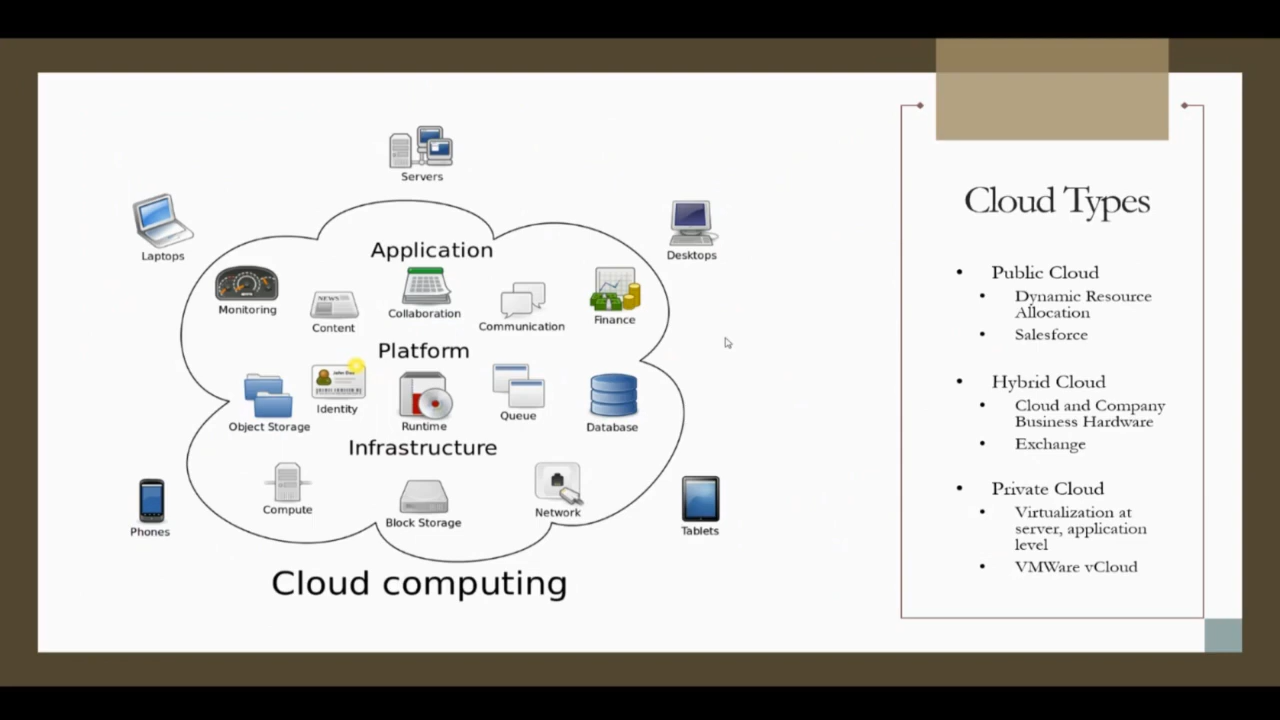 Servers
Laptops
Desktops
Application
Monitoring
NEWS
Content
Collaboration
Communication
Finance
Platform
Object Storage
Identity
Runtime
Queue
Database
Infrastructure
Compute
Block Storage
Network
Phones
Tablets
Cloud computing
Cloud Types
• Public Cloud
• Dynamic Resource
Allocation
• Salesforce
• Hybrid Cloud
• Cloud and Company
Business Hardware
• Exchange
• Private Cloud
• Virtualization at
server, application
level
• VMWare vCloud